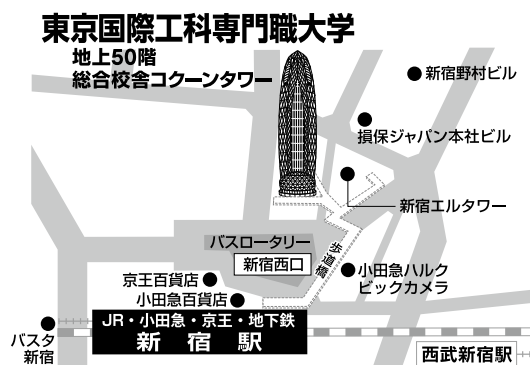 東京国際工科専門職大学
地上50階
総合校舎コクーンタワー
新宿野村ビル
損保ジャパン本社ビル
新宿エルタワー
バスロータリー
新宿西口
歩道橋
小田急ハルク
ビックカメラ
京王百貨店
小田急百貨店
JR・小田急・京王・地下鉄
新宿駅
バスタ
新宿
西武新宿駅